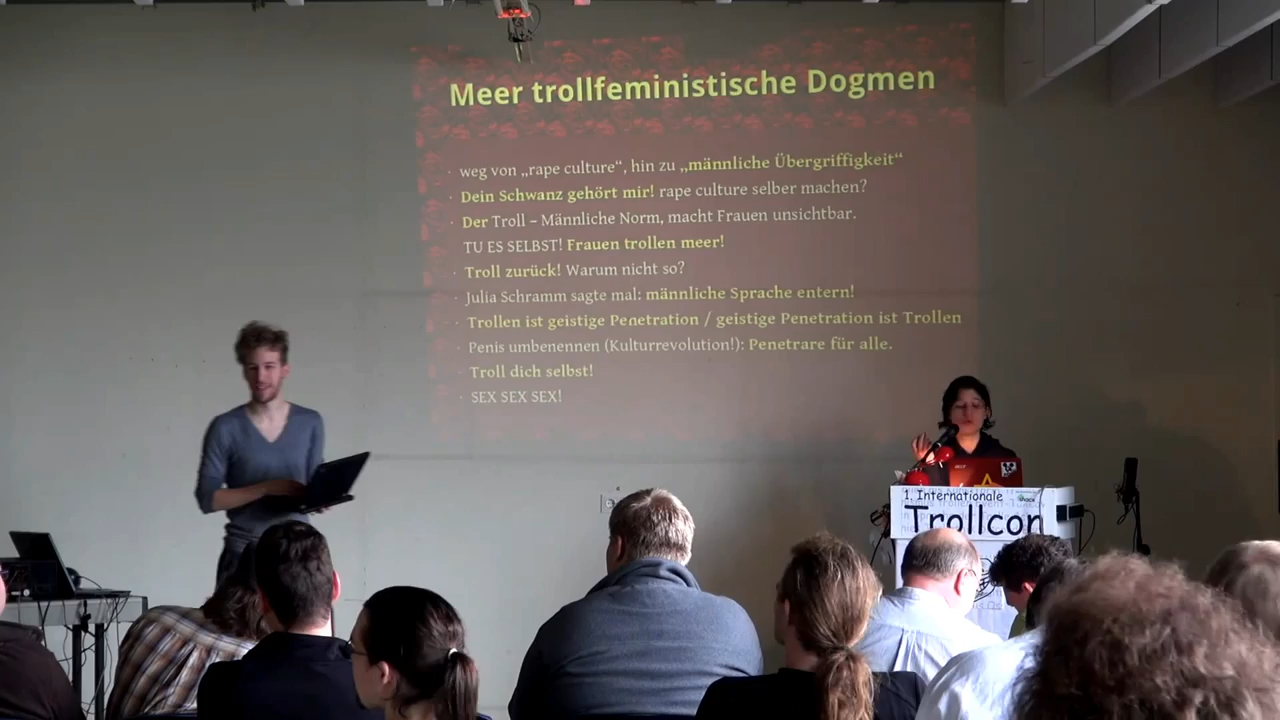 Meer trollfeministische Dogmen
· weg von „rape culture“, hin zu „männliche Übergriffigkeit“
· Dein Schwanz gehört mir! rape culture selber machen?
· Der Troll – Männliche Norm, macht Frauen unsichtbar.
TU ES SELBST! Frauen trollen meer!
· Troll zurück! Warum nicht so?
· Julia Schramm sagte mal: männliche Sprache entern!
· Trollen ist geistige Penetration / geistige Penetration ist Trollen
· Penis umbenennen (Kulturrevolution!): Penetrare für alle.
· Troll dich selbst!
· SEX SEX SEX!
acer
1. Internationale
Trollcon